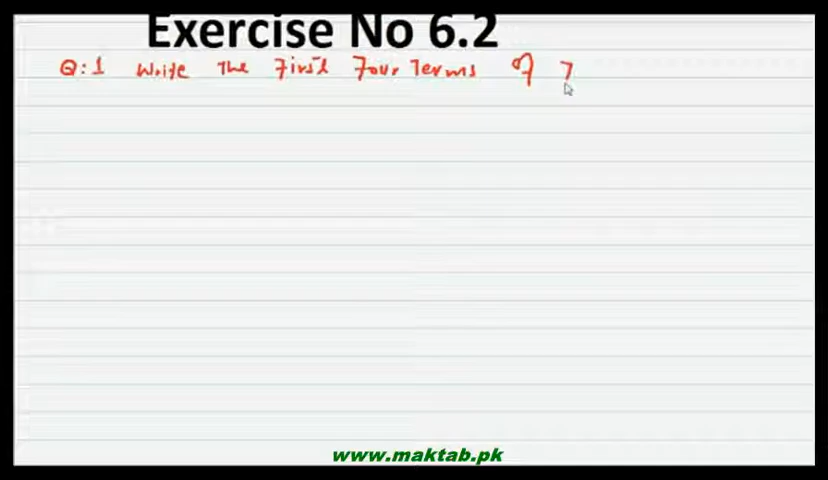 Exercise No 6.2
Q:1 Write The First Four Terms of
www.maktab.pk